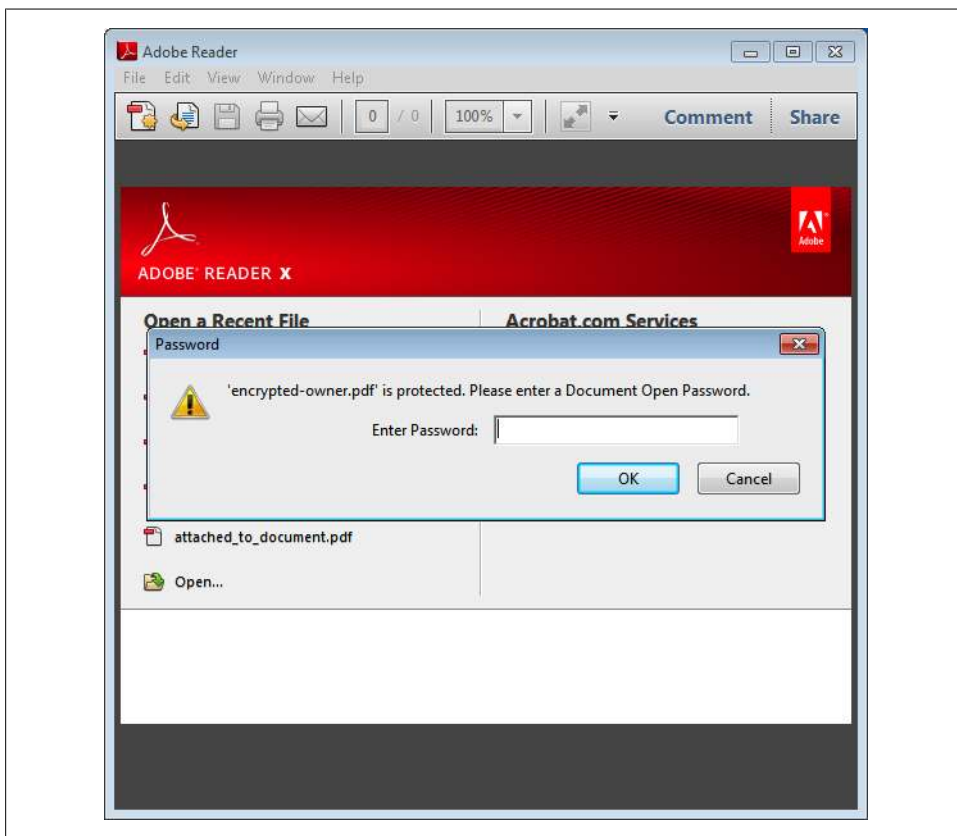 Adobe Reader
File Edit View Window Help
0 / 0 100% Comment Share
Adobe
ADOBE® READER X
Open a Recent File Acrobat.com Services
Password
'encrypted-owner.pdf' is protected. Please enter a Document Open Password.
Enter Password:
OK Cancel
attached_to_document.pdf
Open...